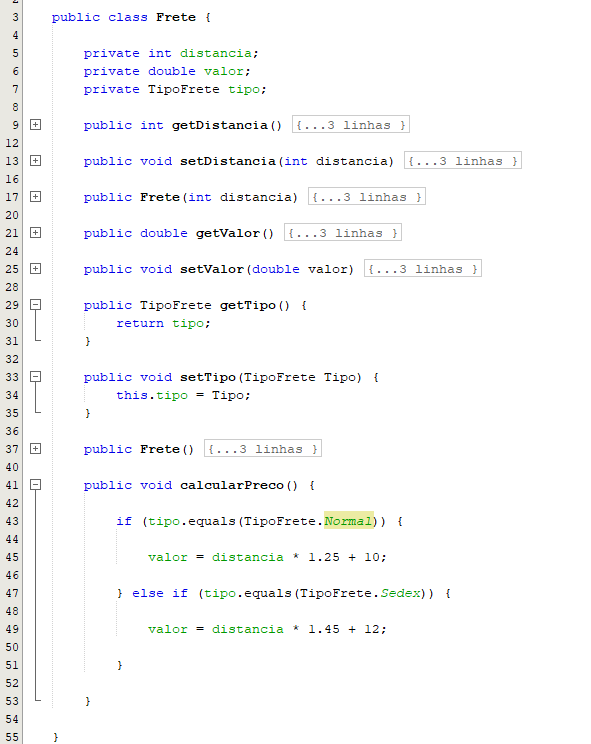 3 public class Frete {
4
5 private int distancia;
6 private double valor;
7 private TipoFrete tipo;
8
9 public int getDistancia() {...3 linhas }
12
13 public void setDistancia(int distancia) {...3 linhas }
16
17 public Frete(int distancia) {...3 linhas }
20
21 public double getValor() {...3 linhas }
24
25 public void setValor(double valor) {...3 linhas }
28
29 public TipoFrete getTipo() {
30 return tipo;
31 }
32
33 public void setTipo(TipoFrete Tipo) {
34 this.tipo = Tipo;
35 }
36
37 public Frete() {...3 linhas }
40
41 public void calcularPreco() {
42
43 if (tipo.equals(TipoFrete.Normal)) {
44
45 valor = distancia * 1.25 + 10;
46
47 } else if (tipo.equals(TipoFrete.Sedex)) {
48
49 valor = distancia * 1.45 + 12;
50
51 }
52
53 }
54
55 }